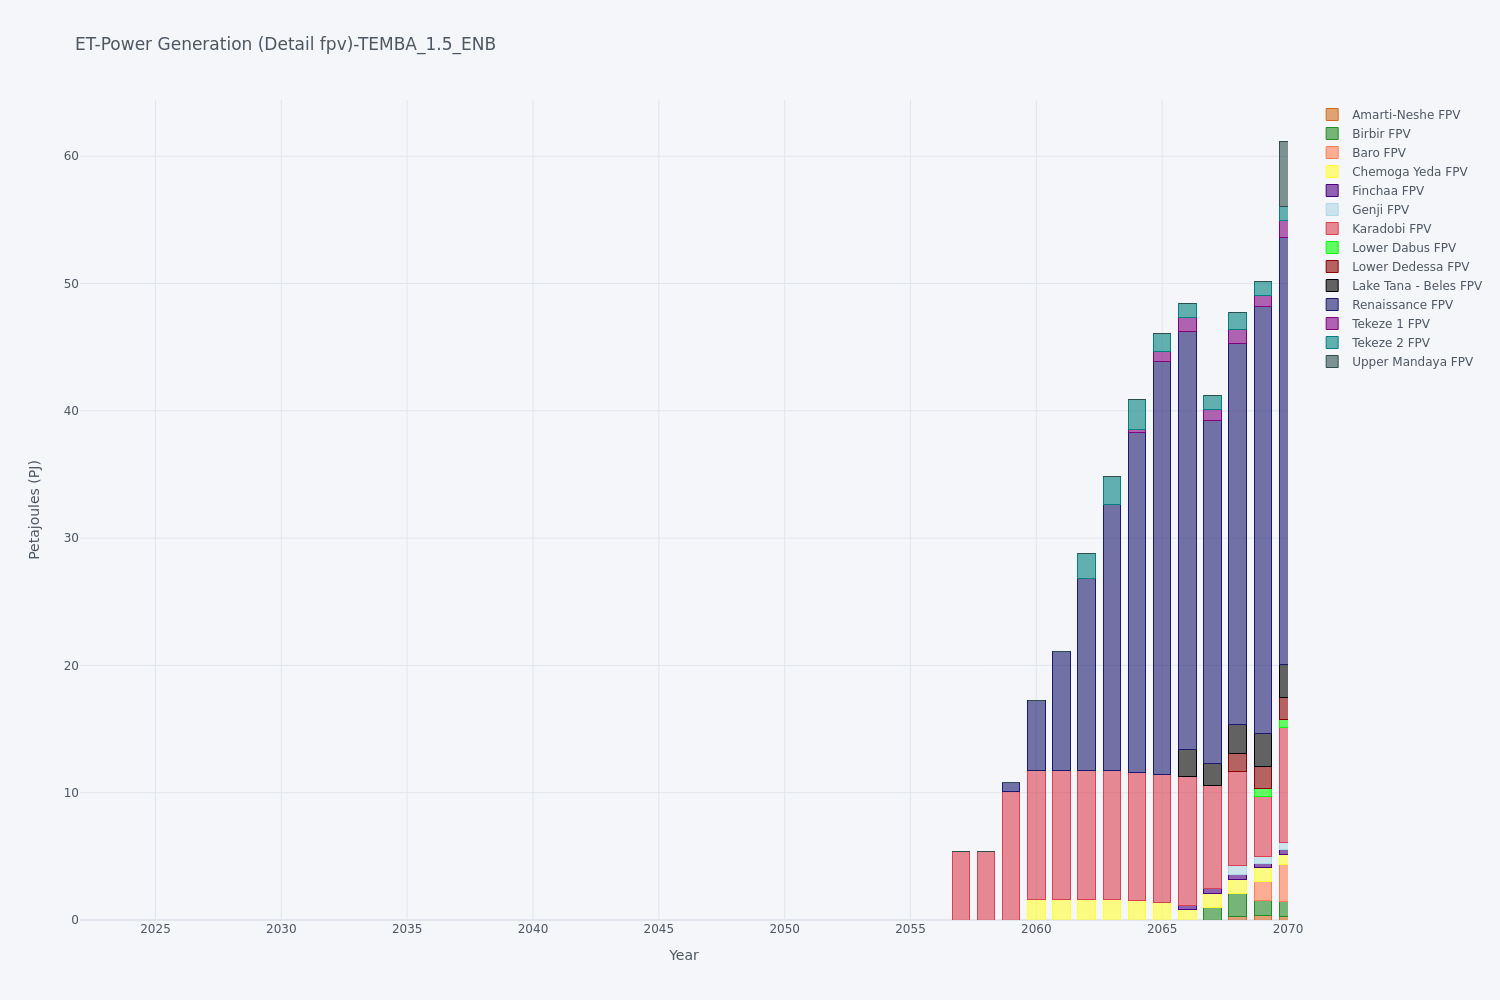 ET-Power Generation (Detail fpv)-TEMBA_1.5_ENB
Amarti-Neshe FPV
Birbir FPV
Baro FPV
Chemoga Yeda FPV
Finchaa FPV
Genji FPV
Karadobi FPV
Lower Dabus FPV
Lower Dedessa FPV
Lake Tana - Beles FPV
Renaissance FPV
Tekeze 1 FPV
Tekeze 2 FPV
Upper Mandaya FPV
Petajoules (PJ)
60
50
40
30
20
10
0
2025 2030 2035 2040 2045 2050 2055 2060 2065 2070
Year